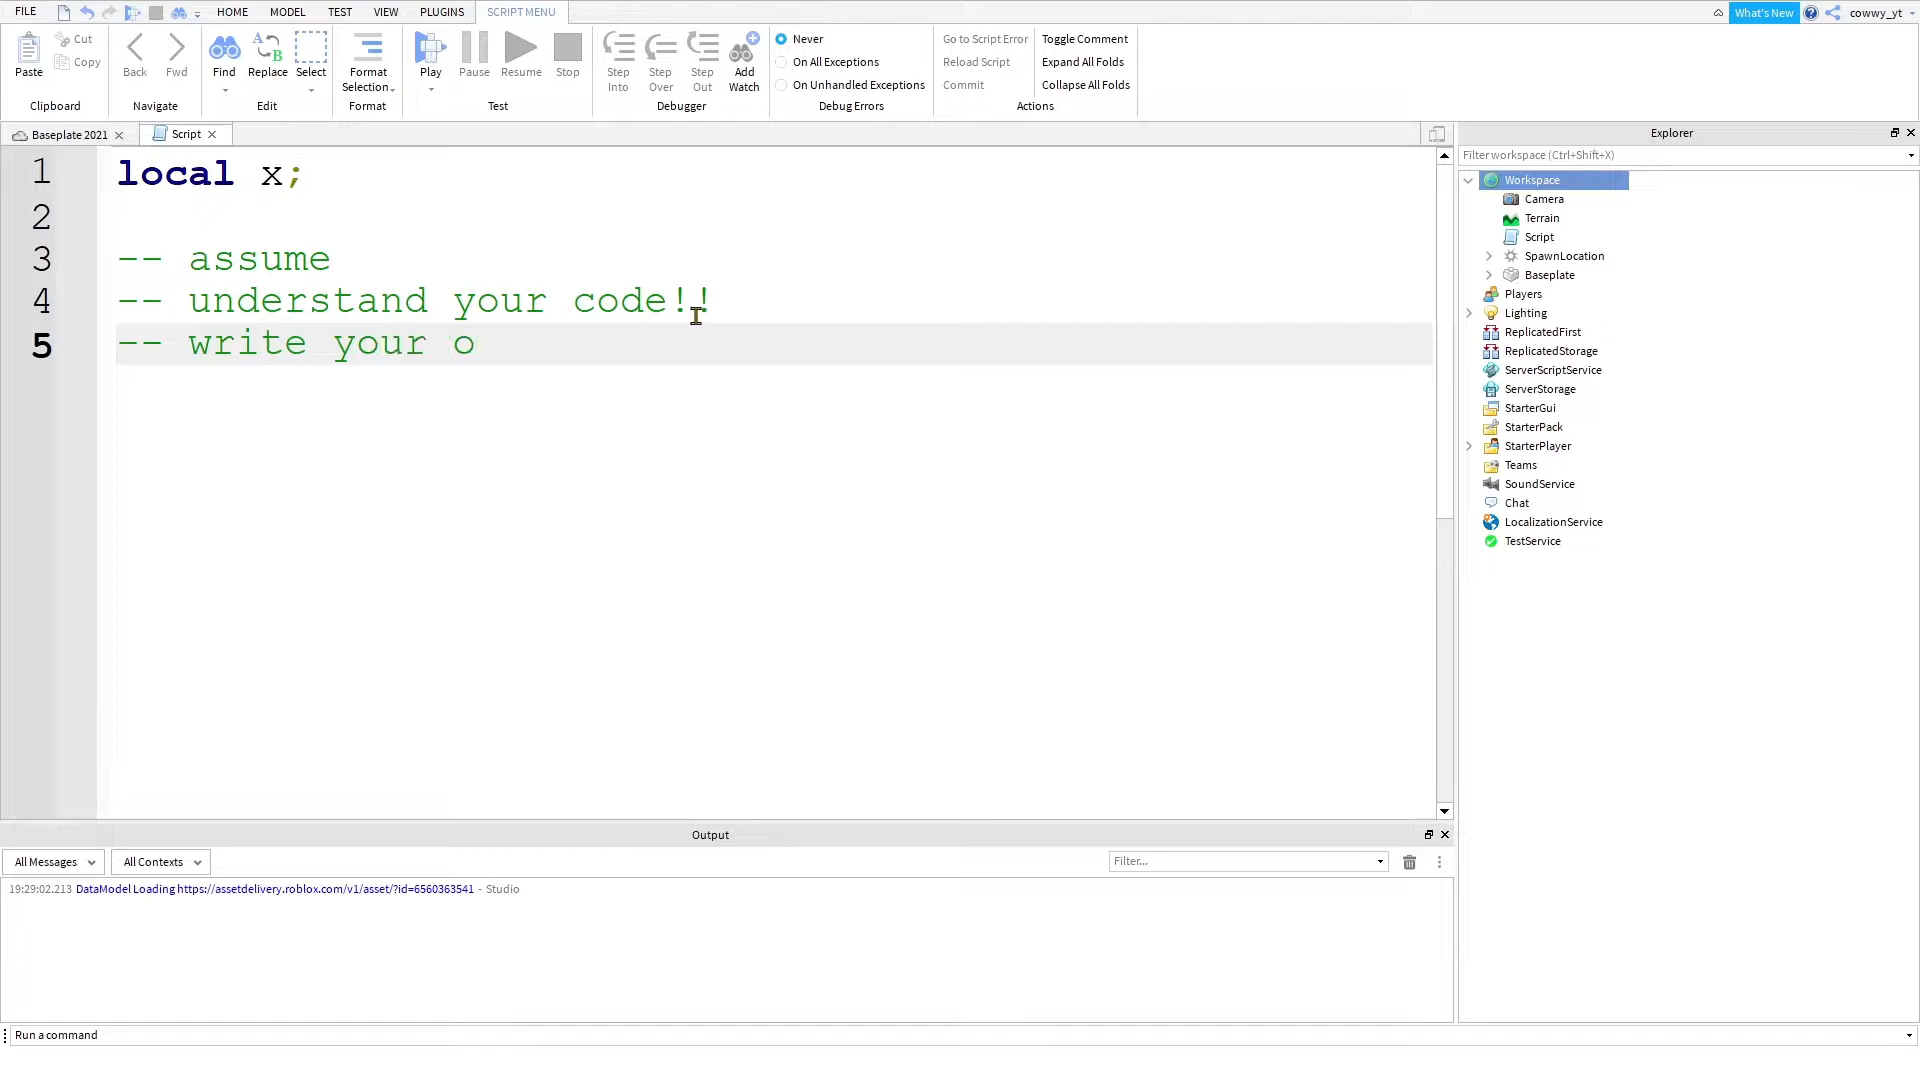 FILE HOME MODEL TEST VIEW PLUGINS SCRIPT MENU What's New cowwy_yt
Paste Cut Copy Clipboard
Back Fwd Navigate
Find Replace Select Edit
Format Selection Format
Play Pause Resume Stop Test
Step Into Step Over Step Out Add Watch Debugger
Never
On All Exceptions
On Unhandled Exceptions
Debug Errors
Go to Script Error Toggle Comment
Reload Script Expand All Folds
Commit Collapse All Folds
Actions
Baseplate 2021 Script
1 local x;
2
3 -- assume
4 -- understand your code!!
5 -- write your o
Explorer
Filter workspace (Ctrl+Shift+X)
Workspace
Camera
Terrain
Script
SpawnLocation
Baseplate
Players
Lighting
ReplicatedFirst
ReplicatedStorage
ServerScriptService
ServerStorage
StarterGui
StarterPack
StarterPlayer
Teams
SoundService
Chat
LocalizationService
TestService
Output
All Messages All Contexts Filter...
19:29:02.213 DataModel Loading https://assetdelivery.roblox.com/v1/asset/?id=6560363541 - Studio
Run a command